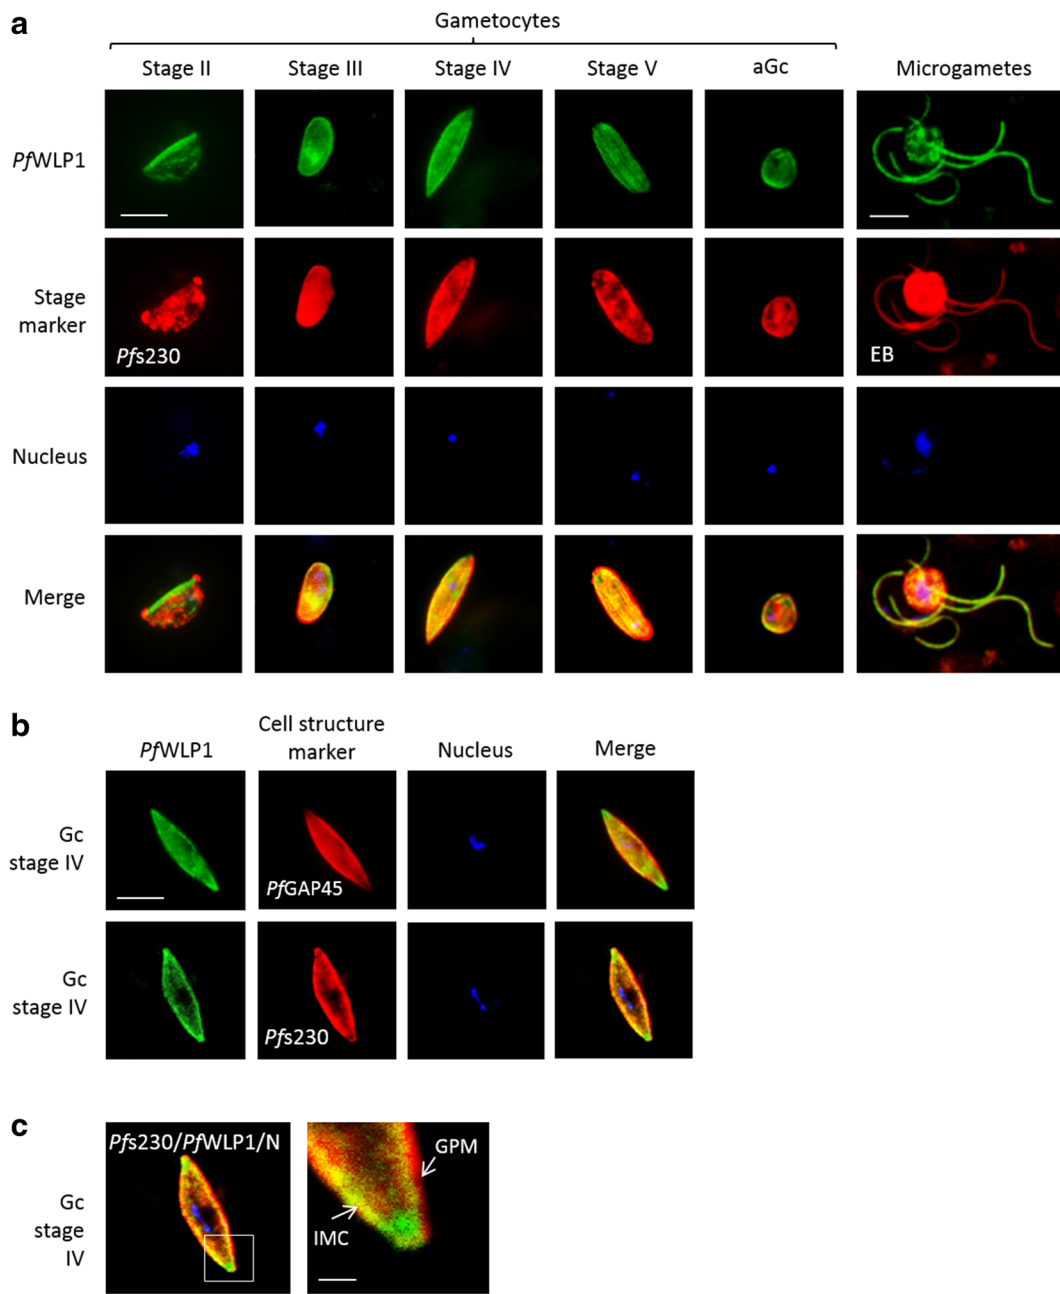 a
Gametocytes
Stage II Stage III Stage IV Stage V aGc Microgametes
PfWLP1
Stage
marker
Pfs230
EB
Nucleus
Merge
b
PfWLP1
Cell structure
marker
Nucleus
Merge
Gc
stage IV
PfGAP45
Gc
stage IV
Pfs230
c
Pfs230/PfWLP1/N
GPM
IMC
Gc
stage
IV